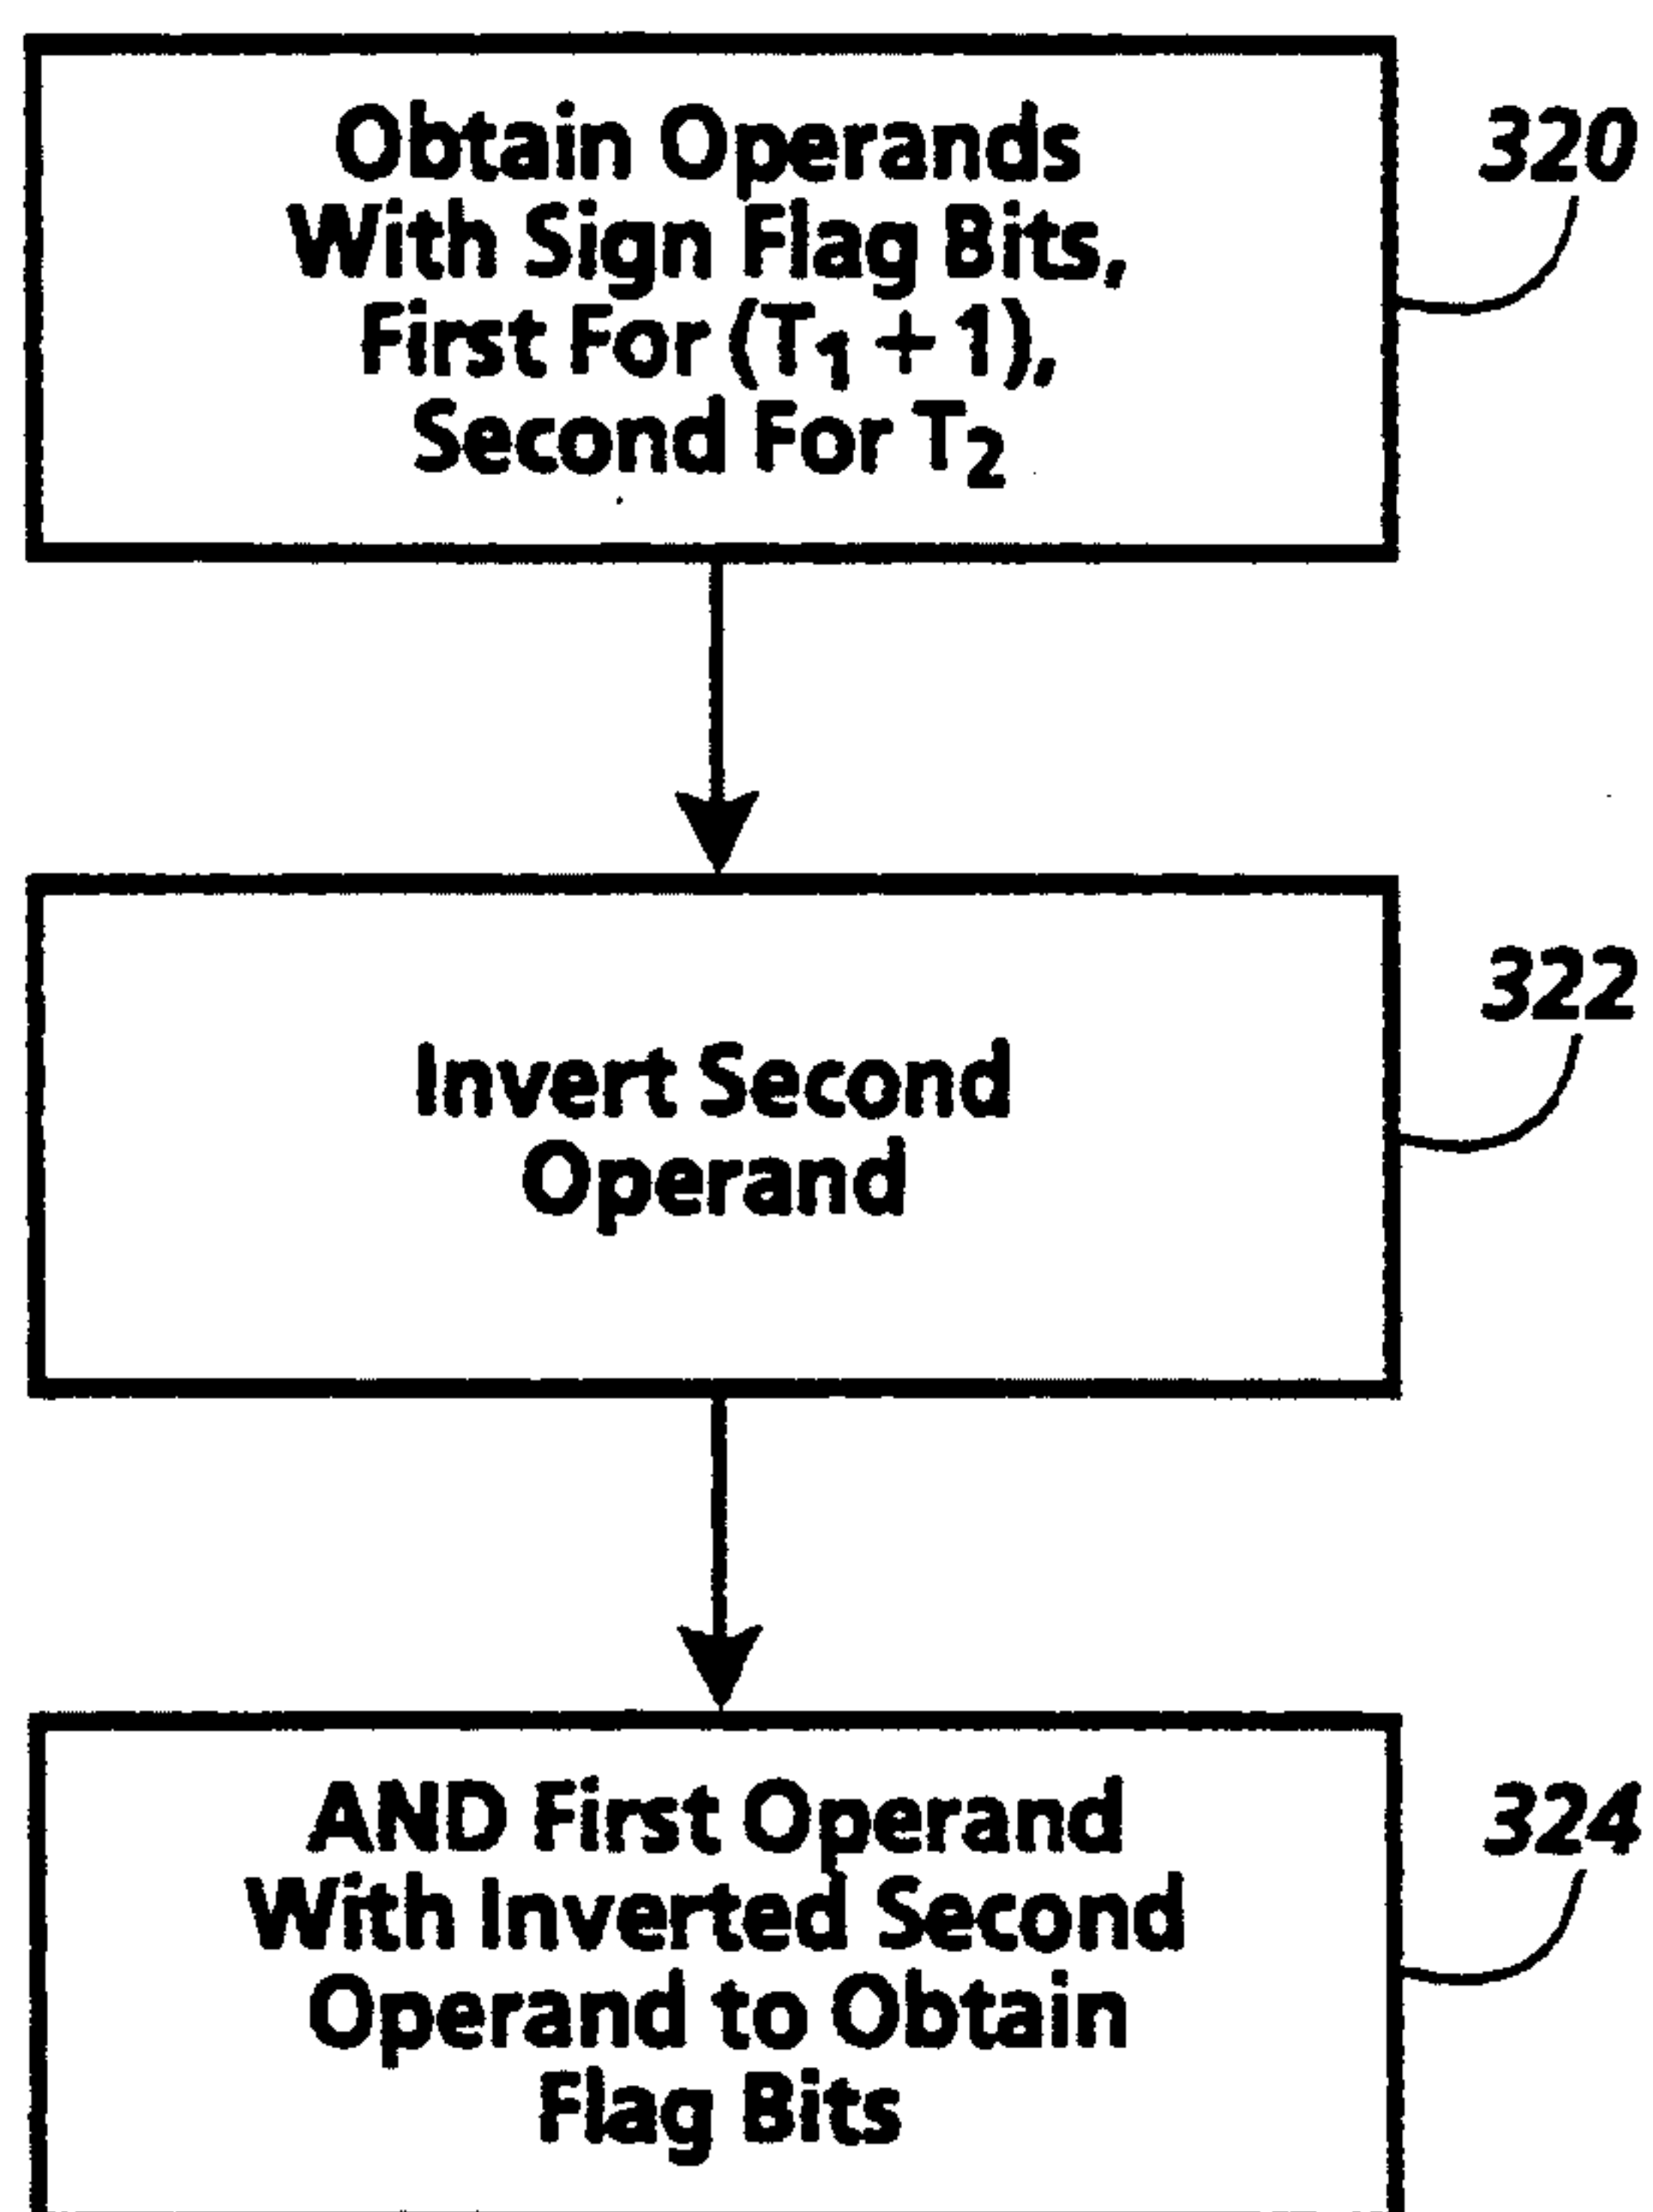 Obtain Operands
With Sign Flag Bits,
First For (T₁ + 1),
Second For T₂
320
Invert Second
Operand
322
AND First Operand
With Inverted Second
Operand to Obtain
Flag Bits
324